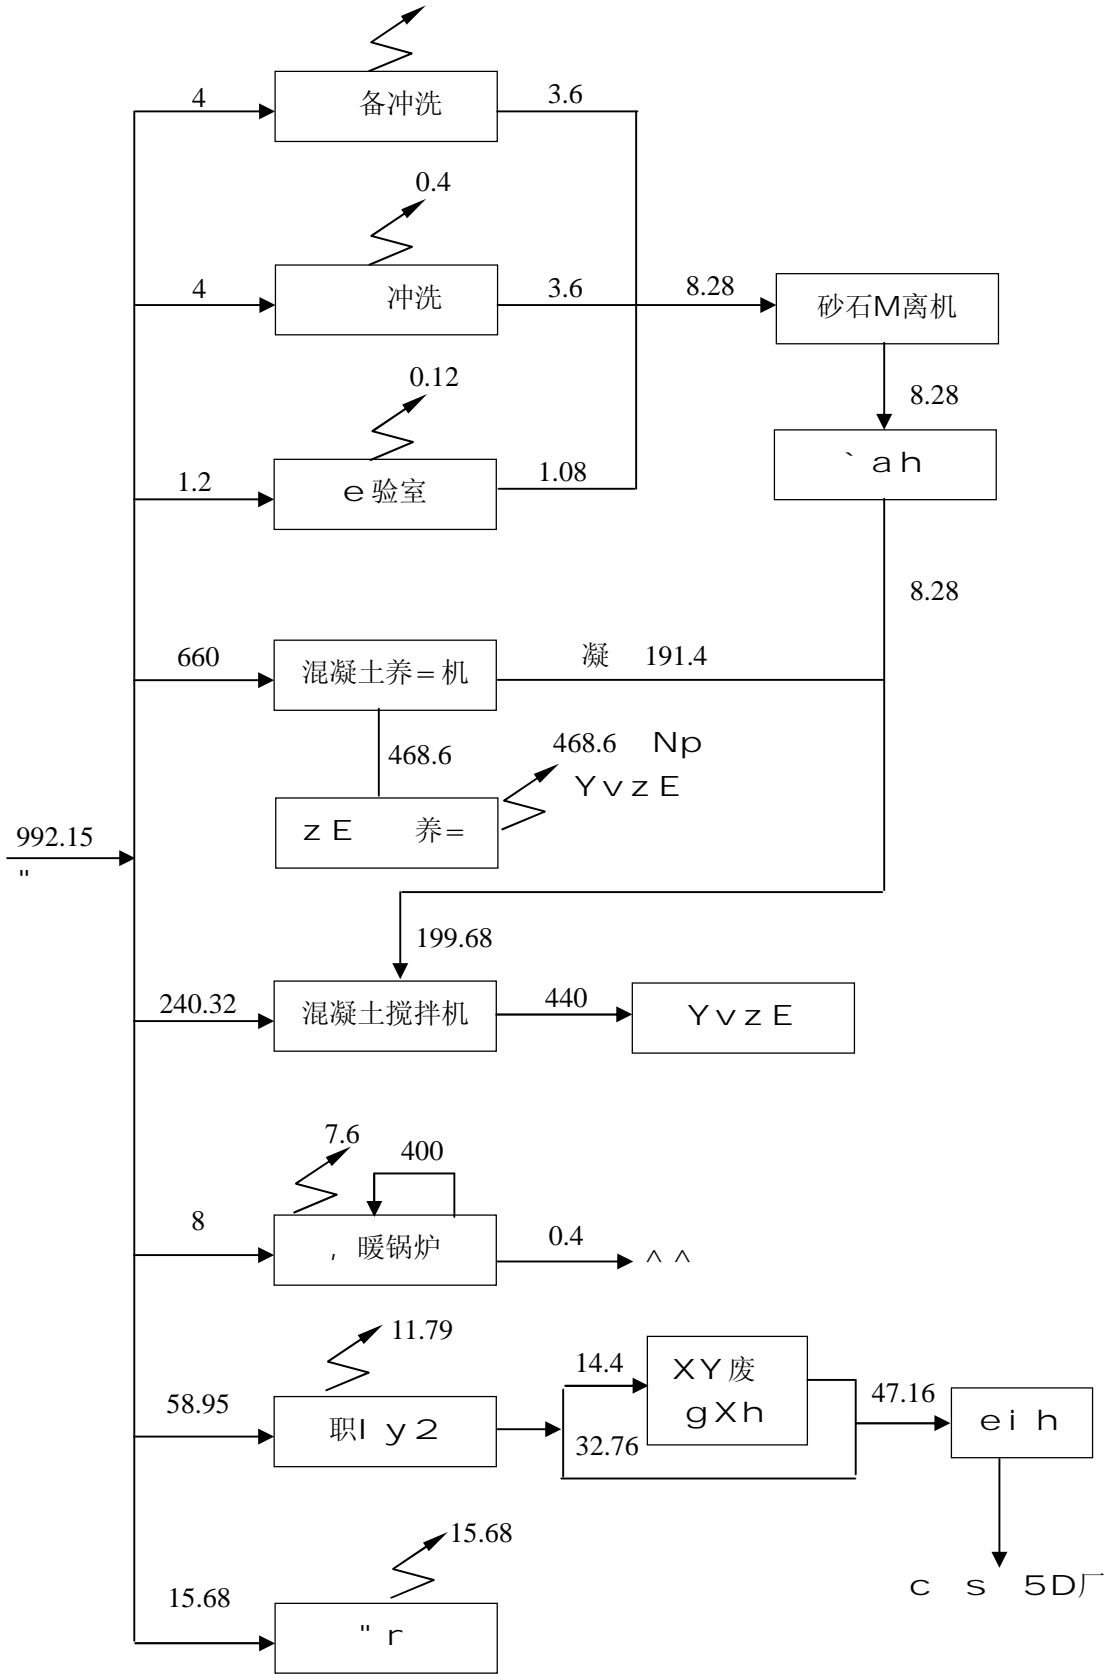 4
备冲洗
3.6
0.4
4
冲洗
3.6
8.28
砂石M离机
0.12
8.28
1.2
e验室
1.08
` a h
8.28
660
混凝土养=机
凝 191.4
468.6
468.6 Np
YvzE
zE 养=
992.15
"
199.68
240.32
混凝土搅拌机
440
YvzE
7.6
400
8
, 暖锅炉
0.4
^ ^
11.79
14.4
XY废
gXh
47.16
58.95
职l y2
32.76
ei h
15.68
15.68
c s 5D厂
" r